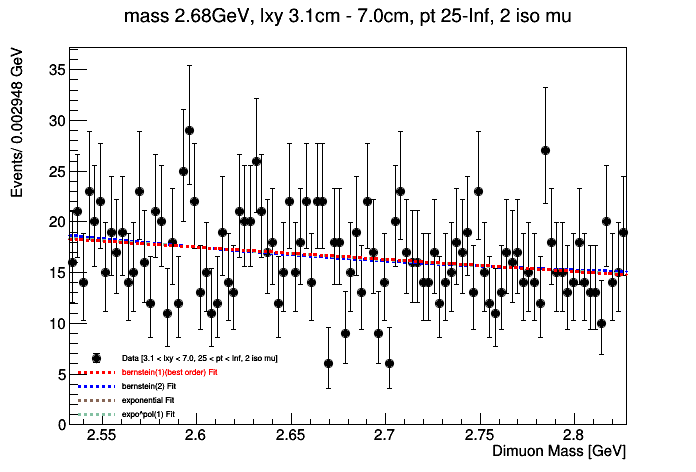 mass 2.68GeV, lxy 3.1cm - 7.0cm, pt 25-Inf, 2 iso mu
Events/ 0.002948 GeV
35
30
25
20
15
10
5
0
Data [3.1 < lxy < 7.0, 25 < pt < Inf, 2 iso mu]
bernstein(1)(best order) Fit
bernstein(2) Fit
exponential Fit
expo*pol(1) Fit
2.55 2.6 2.65 2.7 2.75 2.8
Dimuon Mass [GeV]